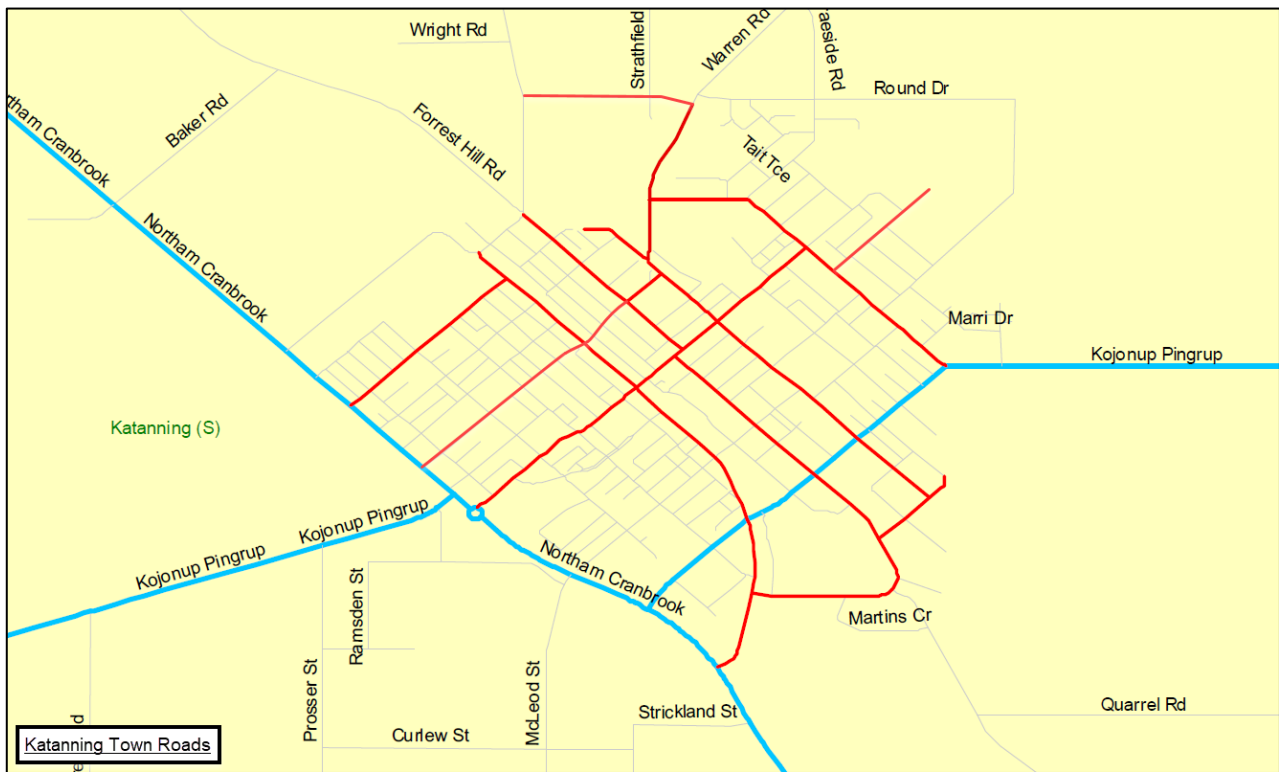 Wright Rd
Strathfield
Warren Rd
aeside Rd
Round Dr
Baker Rd
Forrest Hill Rd
Tait Tce
rtham Cranbrook
Northam Cranbrook
Marri Dr
Kojonup Pingrup
Katanning (S)
Kojonup Pingrup
Kojonup Pingrup
Northam Cranbrook
Ramsden St
Martins Cr
Prosser St
McLeod St
Strickland St
Quarrel Rd
Curlew St
Katanning Town Roads